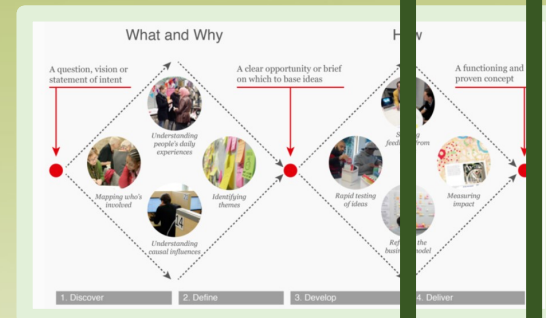 What and Why
A question, vision or
statement of intent
A clear opportunity or brief
on which to base ideas
A functioning and
proven concept
Understanding
people's daily
experiences
Mapping who's
involved
Identifying
themes
Understanding
causal influences
from
Rapid testing
of ideas
Measuring
impact
the
1. Discover
2. Define
3. Develop
4. Deliver